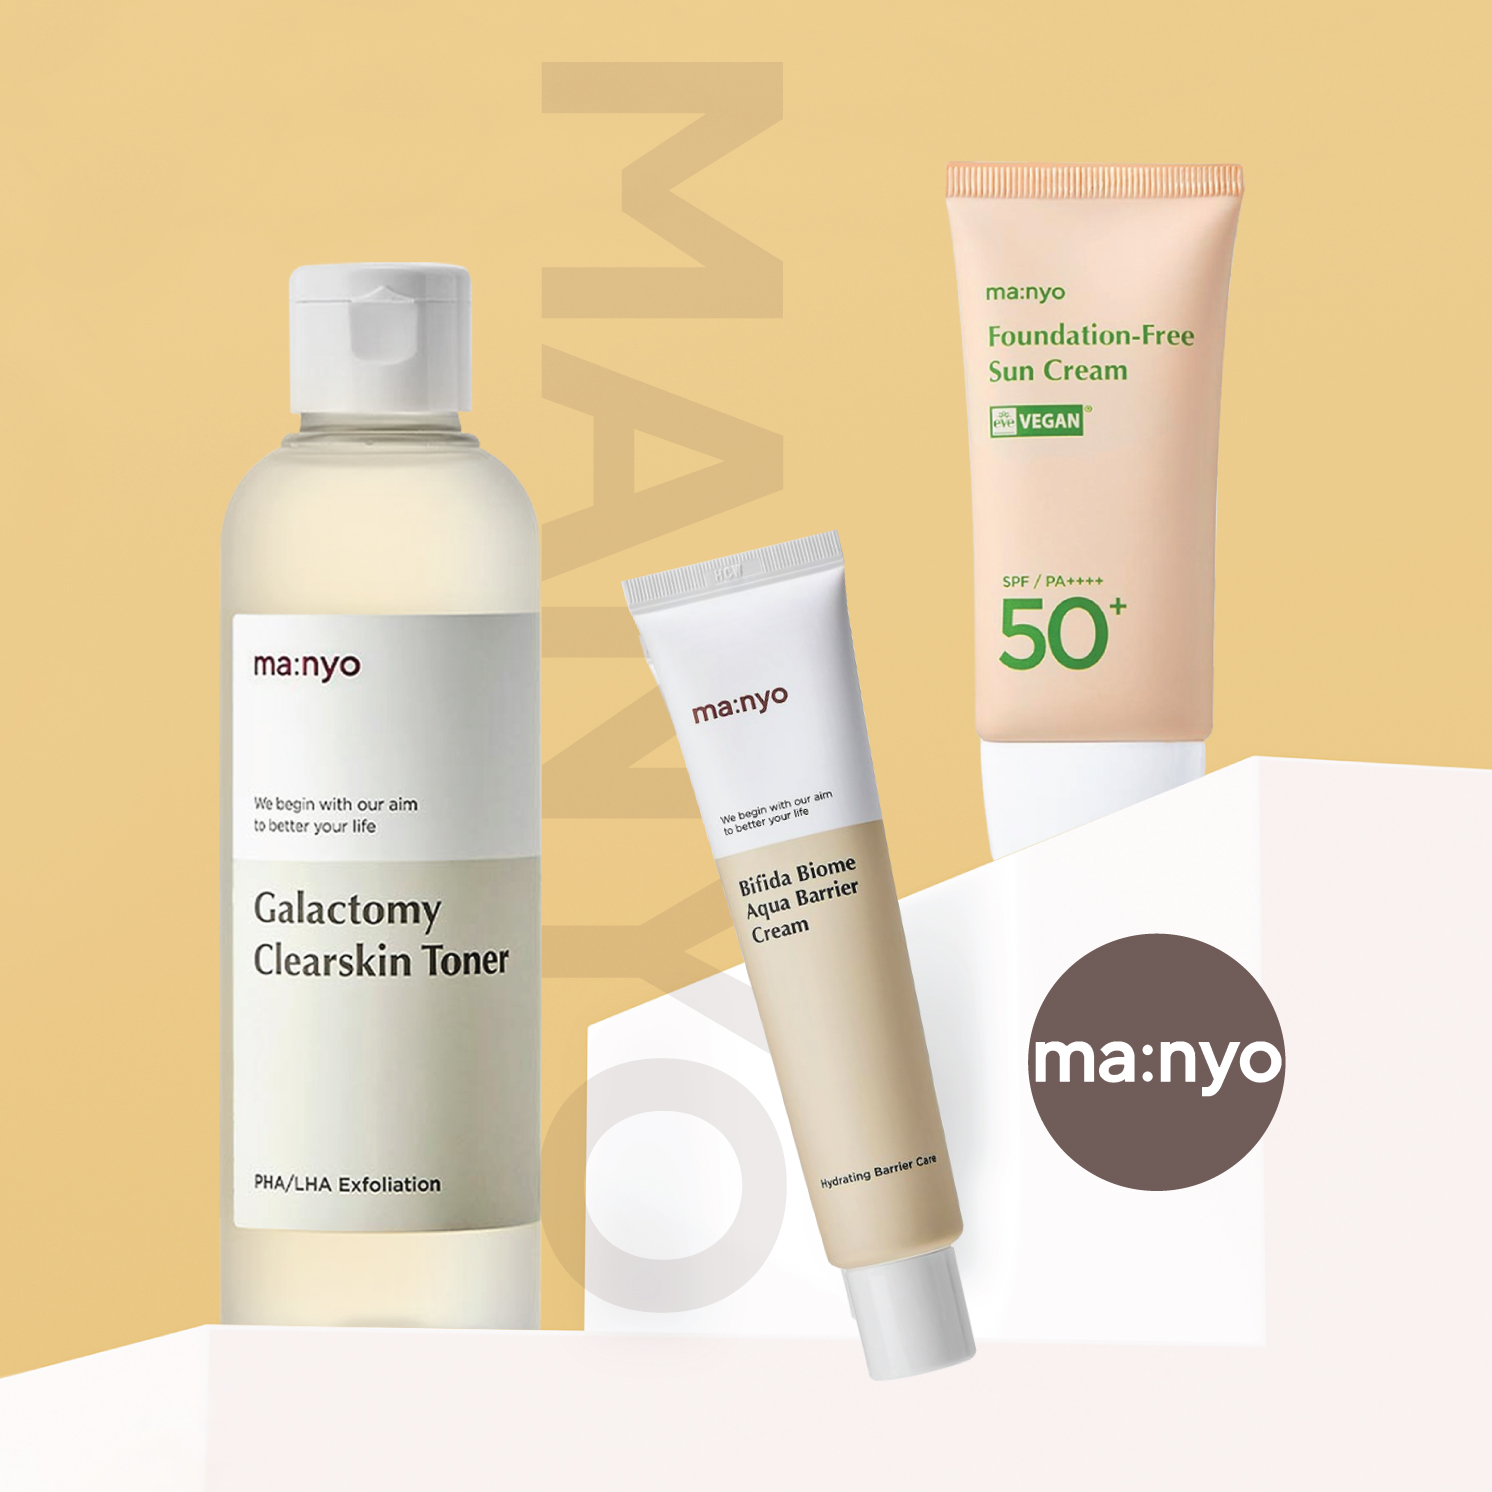 MANYO
ma:nyo
We begin with our aim
to better your life
Galactomy
Clearskin Toner
PHA/LHA Exfoliation
HCW
ma:nyo
We begin with our aim
to better your life
Bifida Biome
Aqua Barrier
Cream
Hydrating Barrier Care
ma:nyo
Foundation-Free
Sun Cream
eve VEGAN®
SPF / PA++++
50+
ma:nyo